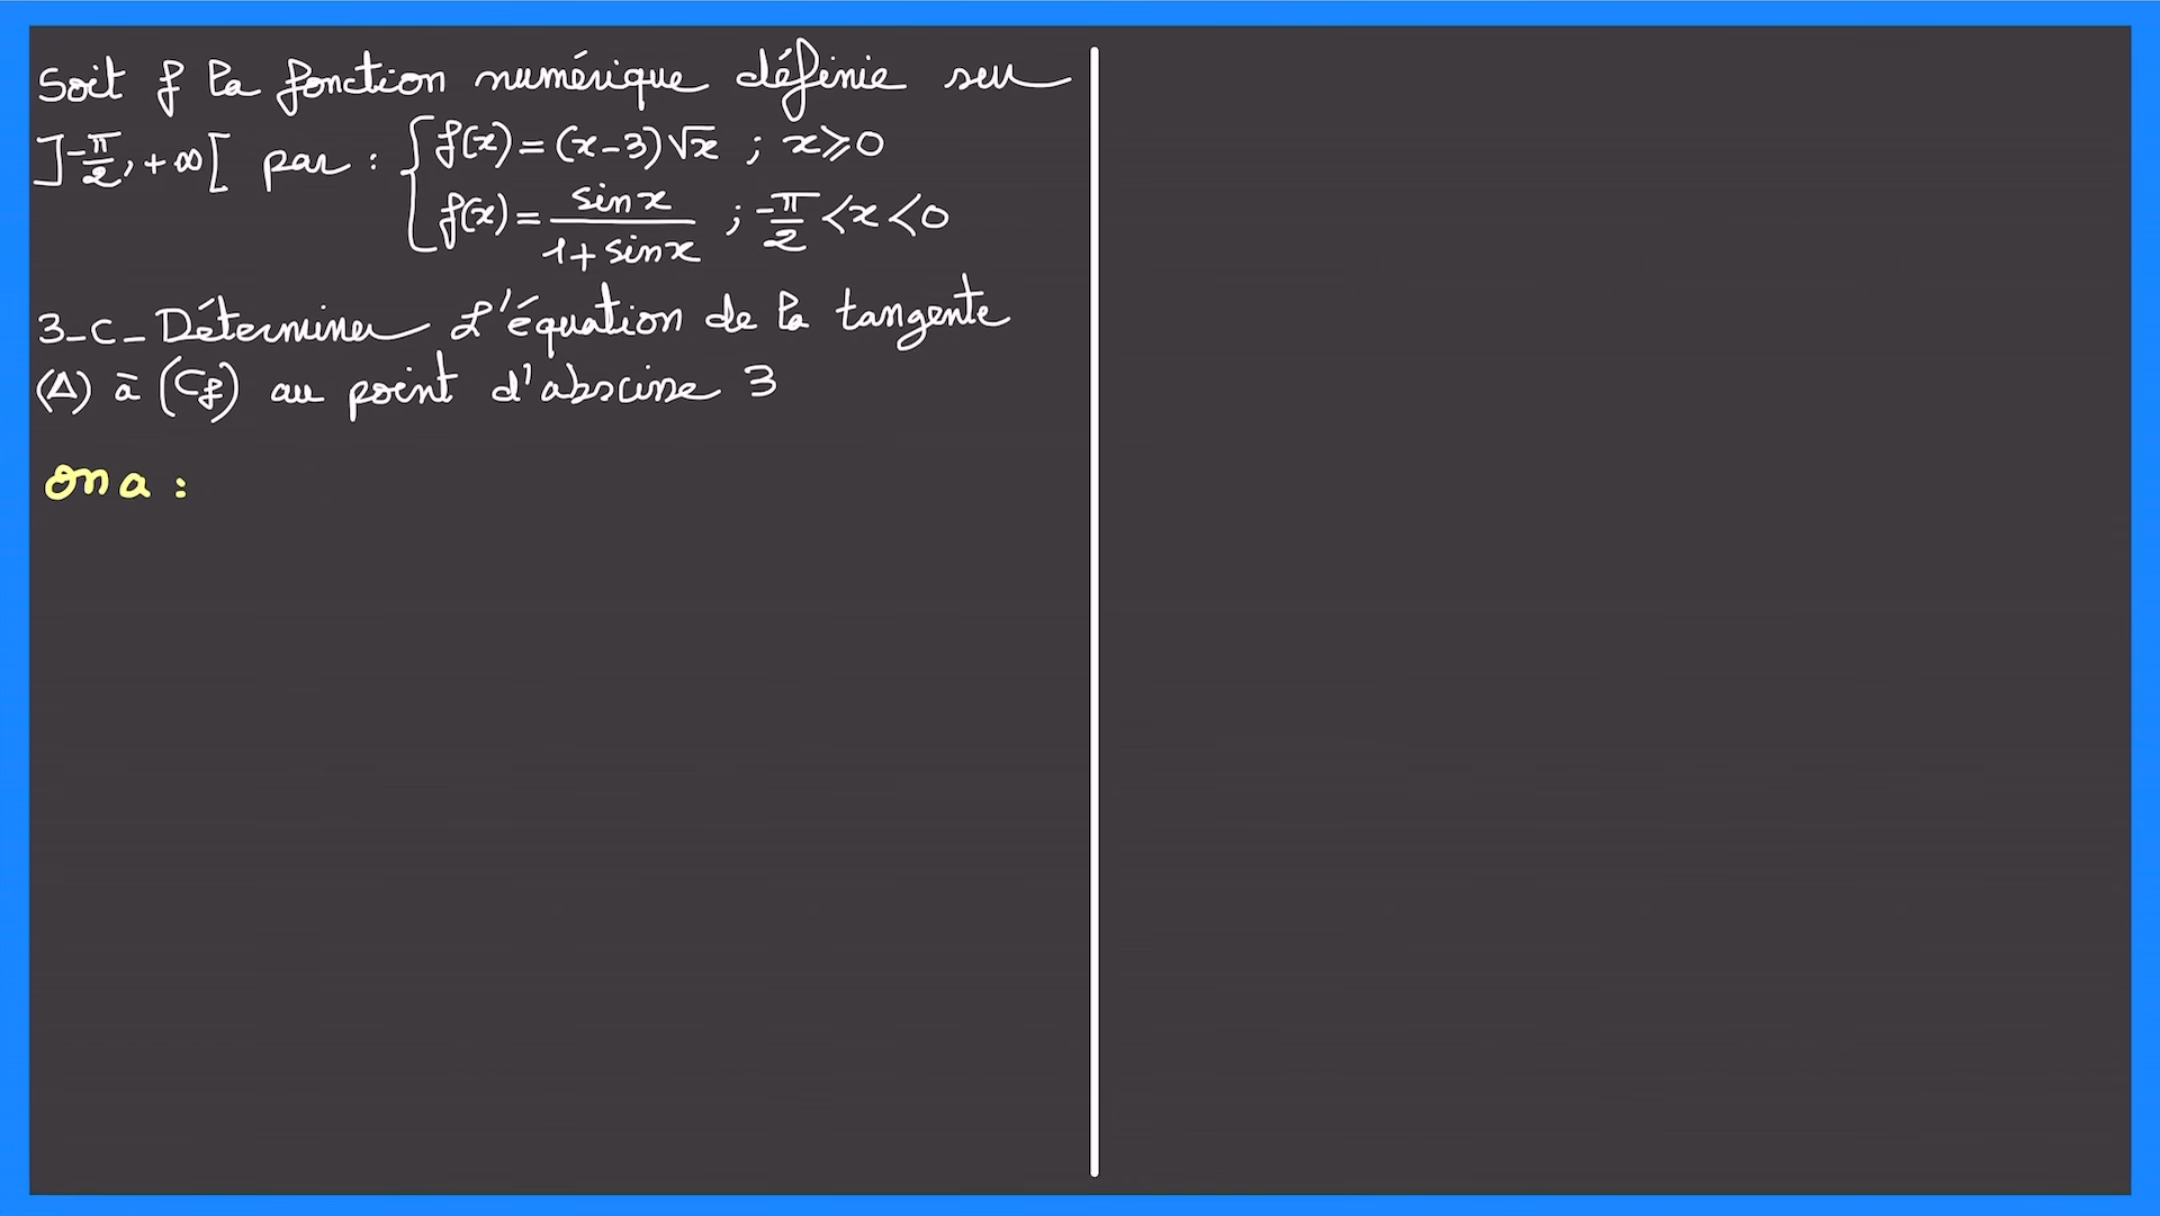 Soit f la fonction numérique définie sur
]-π/2, +∞[ par : { f(x) = (x-3)√x ; x⩾0
f(x) = sin x / 1 + sin x ; -π/2 < x < 0
3-c- Déterminer l'équation de la tangente
(Δ) à (Cf) au point d'abscisse 3
on a :